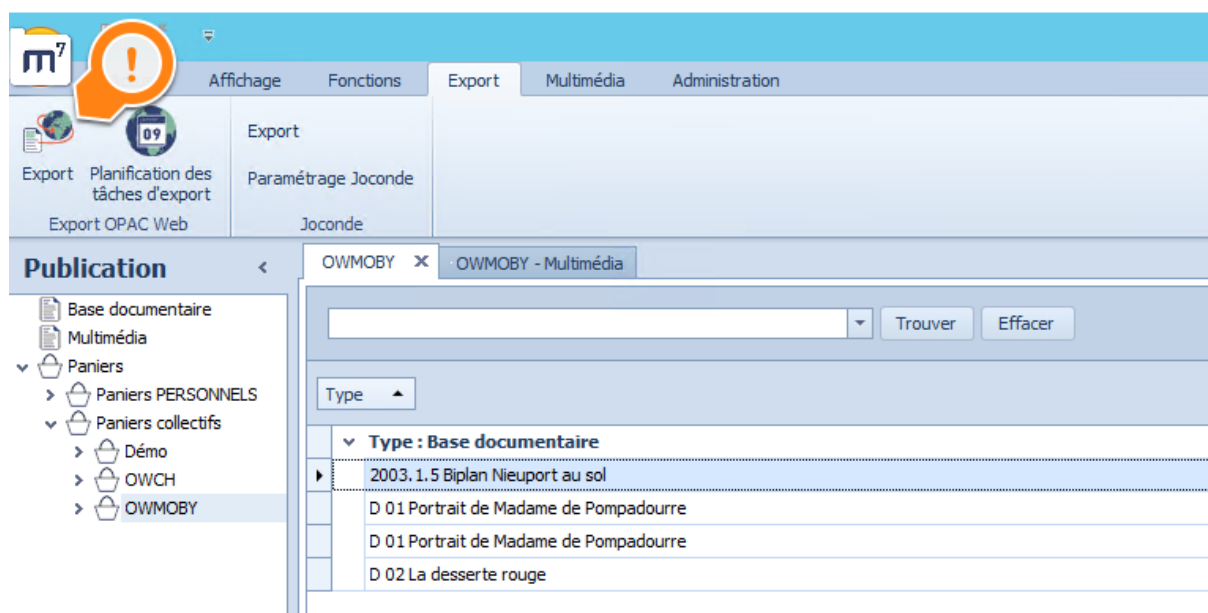 m7
!
Affichage Fonctions Export Multimédia Administration
09
Export
Export Planification des
tâches d'export
Paramétrage Joconde
Export OPAC Web Joconde
Publication
OWMOBY OWMOBY - Multimédia
Base documentaire
Multimédia
Paniers
Paniers PERSONNELS
Paniers collectifs
Démo
OWCH
OWMOBY
Trouver Effacer
Type
Type : Base documentaire
2003.1.5 Biplan Nieuport au sol
D 01 Portrait de Madame de Pompadourre
D 01 Portrait de Madame de Pompadourre
D 02 La desserte rouge